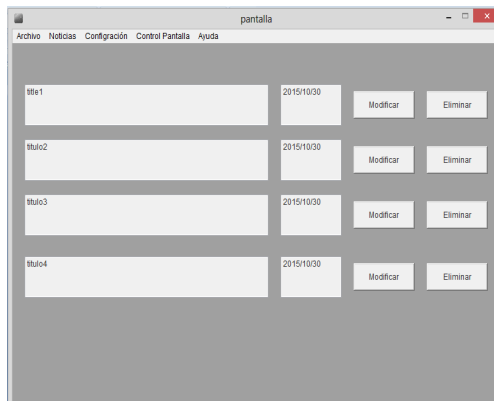 pantalla
Archivo Noticias Configración Control Pantalla Ayuda
title1 2015/10/30 Modificar Eliminar
titulo2 2015/10/30 Modificar Eliminar
titulo3 2015/10/30 Modificar Eliminar
titulo4 2015/10/30 Modificar Eliminar